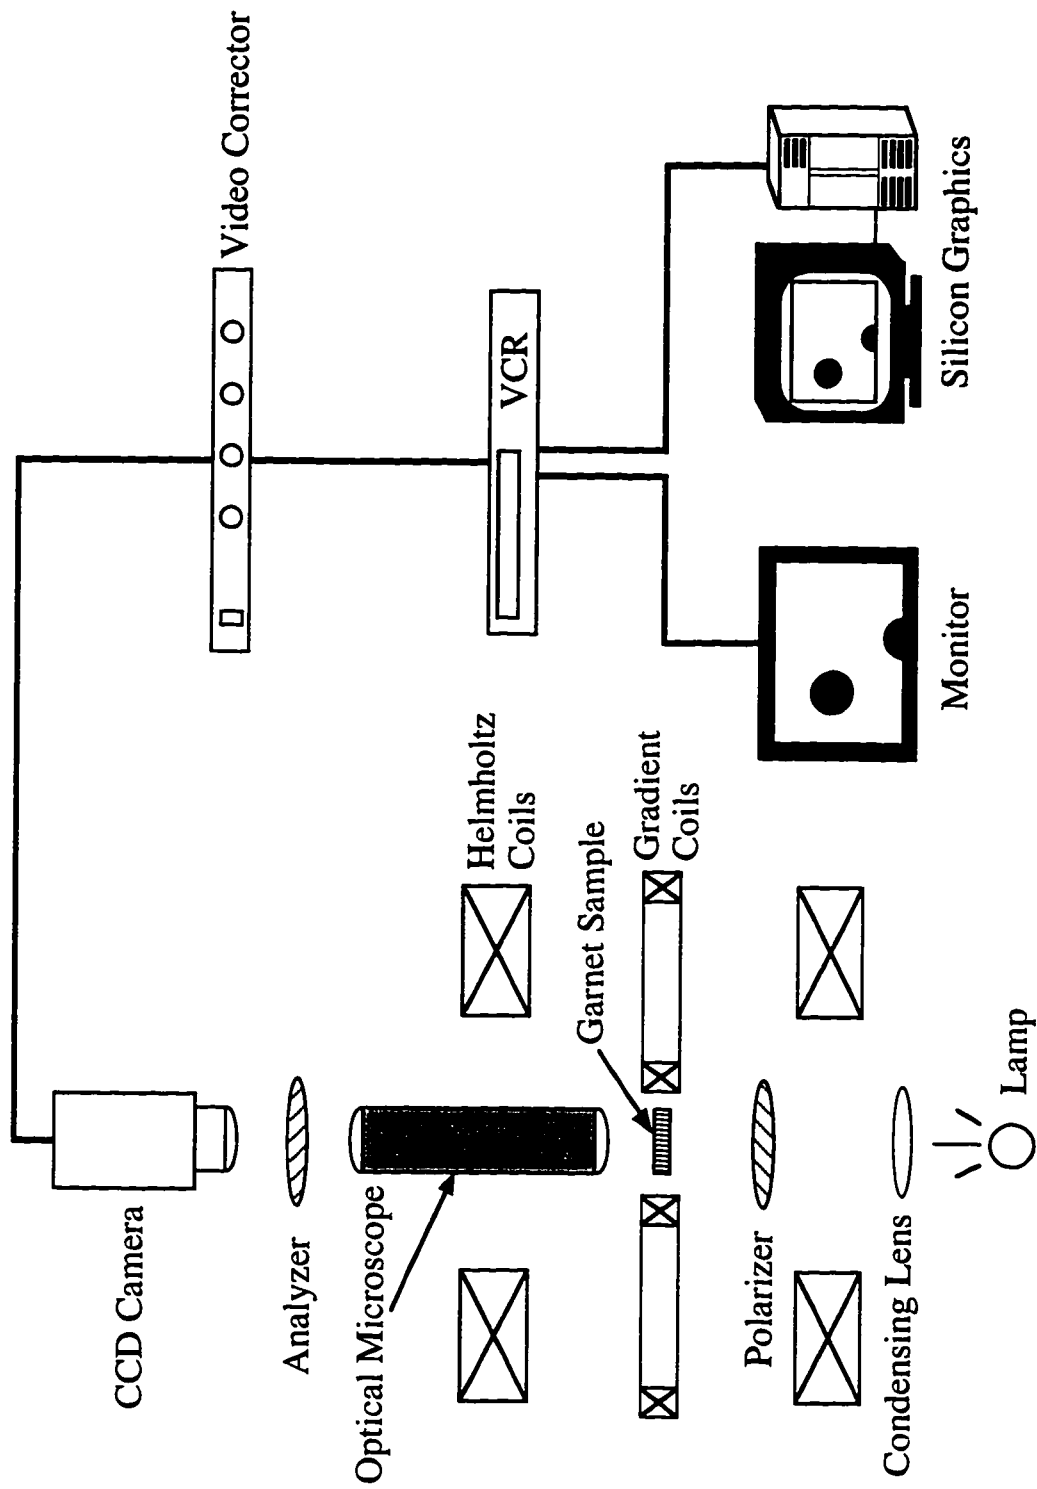 CCD Camera
Analyzer
Optical Microscope
Polarizer
Condensing Lens
Lamp
Garnet Sample
Helmholtz
Coils
Gradient
Coils
Video Corrector
VCR
Monitor
Silicon Graphics